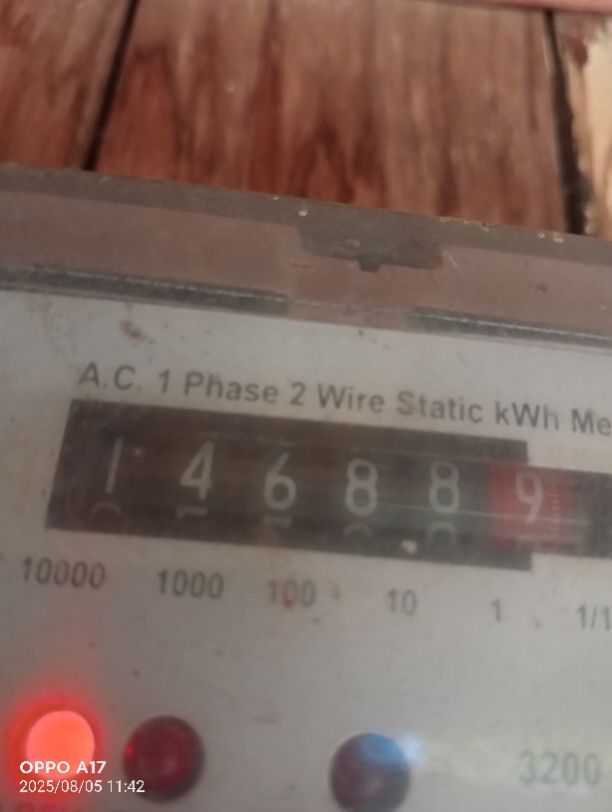 A.C. 1 Phase 2 Wire Static kWh Me
1 4 6 8 8 9
10000 1000 100 10 1 1/1
3200
OPPO A17
2025/08/05 11:42